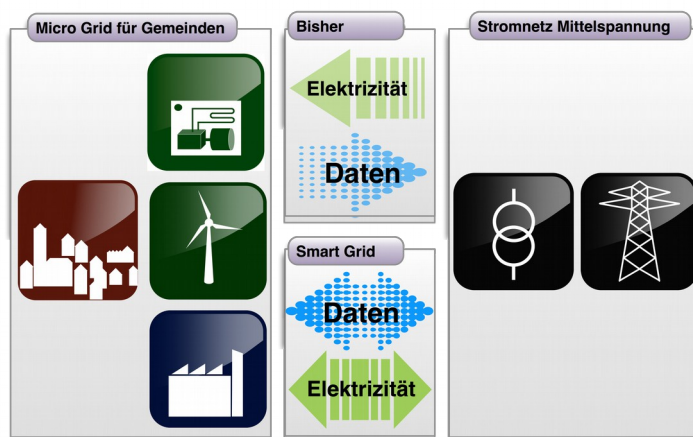 Micro Grid für Gemeinden
Bisher
Elektrizität
Daten
Smart Grid
Daten
Elektrizität
Stromnetz Mittelspannung